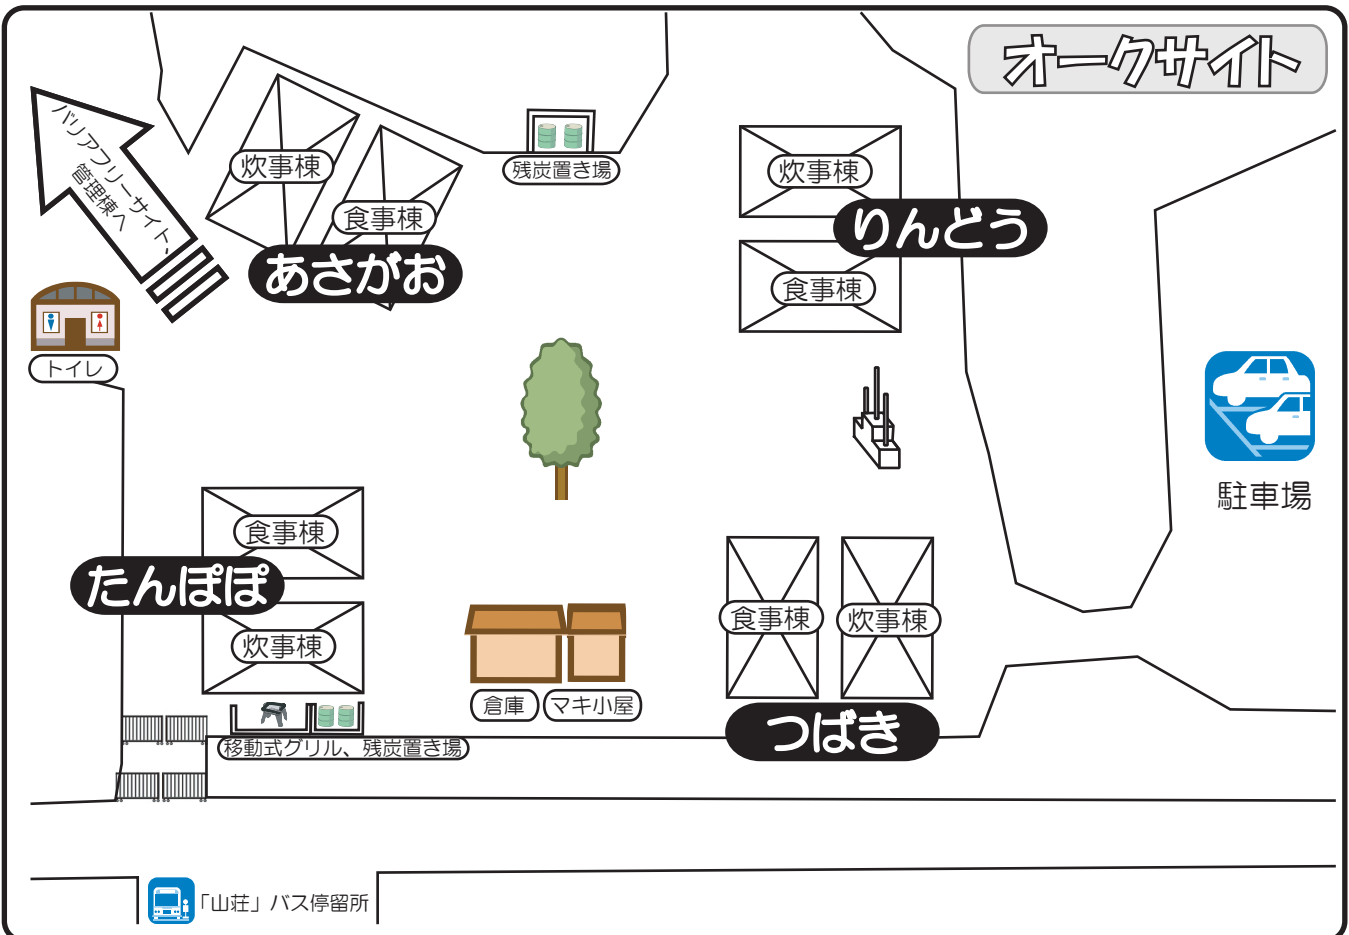 オークサイト
バリアフリーサイト、
管理棟へ
炊事棟
食事棟
あさがお
残炭置き場
炊事棟
りんどう
食事棟
トイレ
駐車場
食事棟
たんぽぽ
炊事棟
移動式グリル、残炭置き場
倉庫
マキ小屋
食事棟
炊事棟
つばき
「山荘」バス停留所